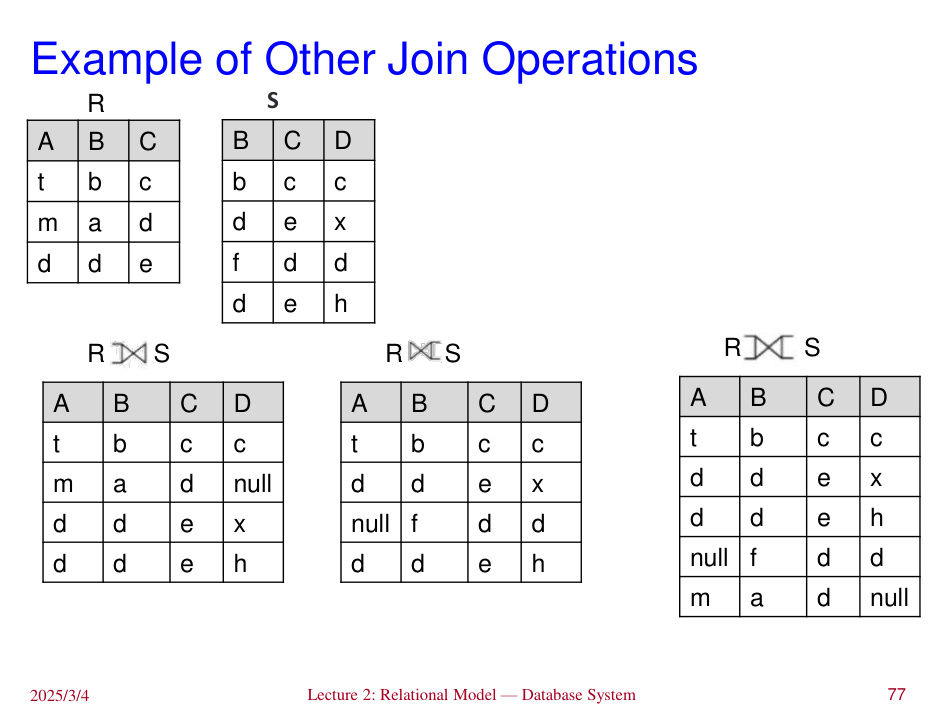 Example of Other Join Operations
R
A B C
t b c
m a d
d d e
S
B C D
b c c
d e x
f d d
d e h
R ⟕ S
A B C D
t b c c
m a d null
d d e x
d d e h
R ⟖ S
A B C D
t b c c
d d e x
null f d d
d d e h
R ⟗ S
A B C D
t b c c
d d e x
d d e h
null f d d
m a d null
2025/3/4
Lecture 2: Relational Model — Database System
77